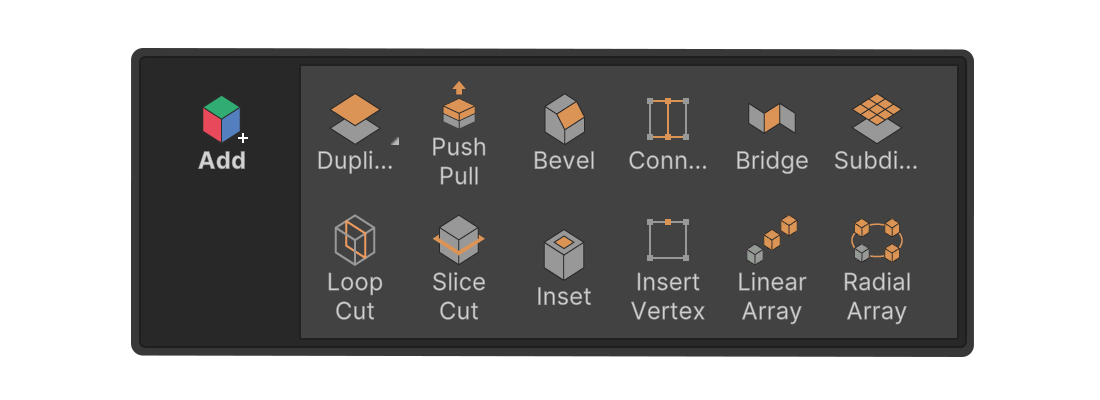 Add
Dupli...
Push
Pull
Bevel
Conn...
Bridge
Subdi...
Loop
Cut
Slice
Cut
Inset
Insert
Vertex
Linear
Array
Radial
Array